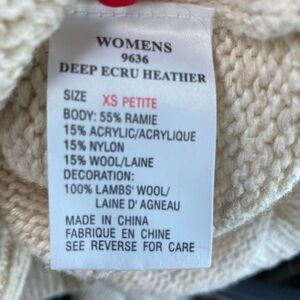 WOMENS
9636
DEEP ECRU HEATHER
SIZE XS PETITE
BODY: 55% RAMIE
15% ACRYLIC/ACRYLIQUE
15% NYLON
15% WOOL/LAINE
DECORATION:
100% LAMBS' WOOL/
LAINE D' AGNEAU
MADE IN CHINA
FABRIQUE EN CHINE
SEE REVERSE FOR CARE